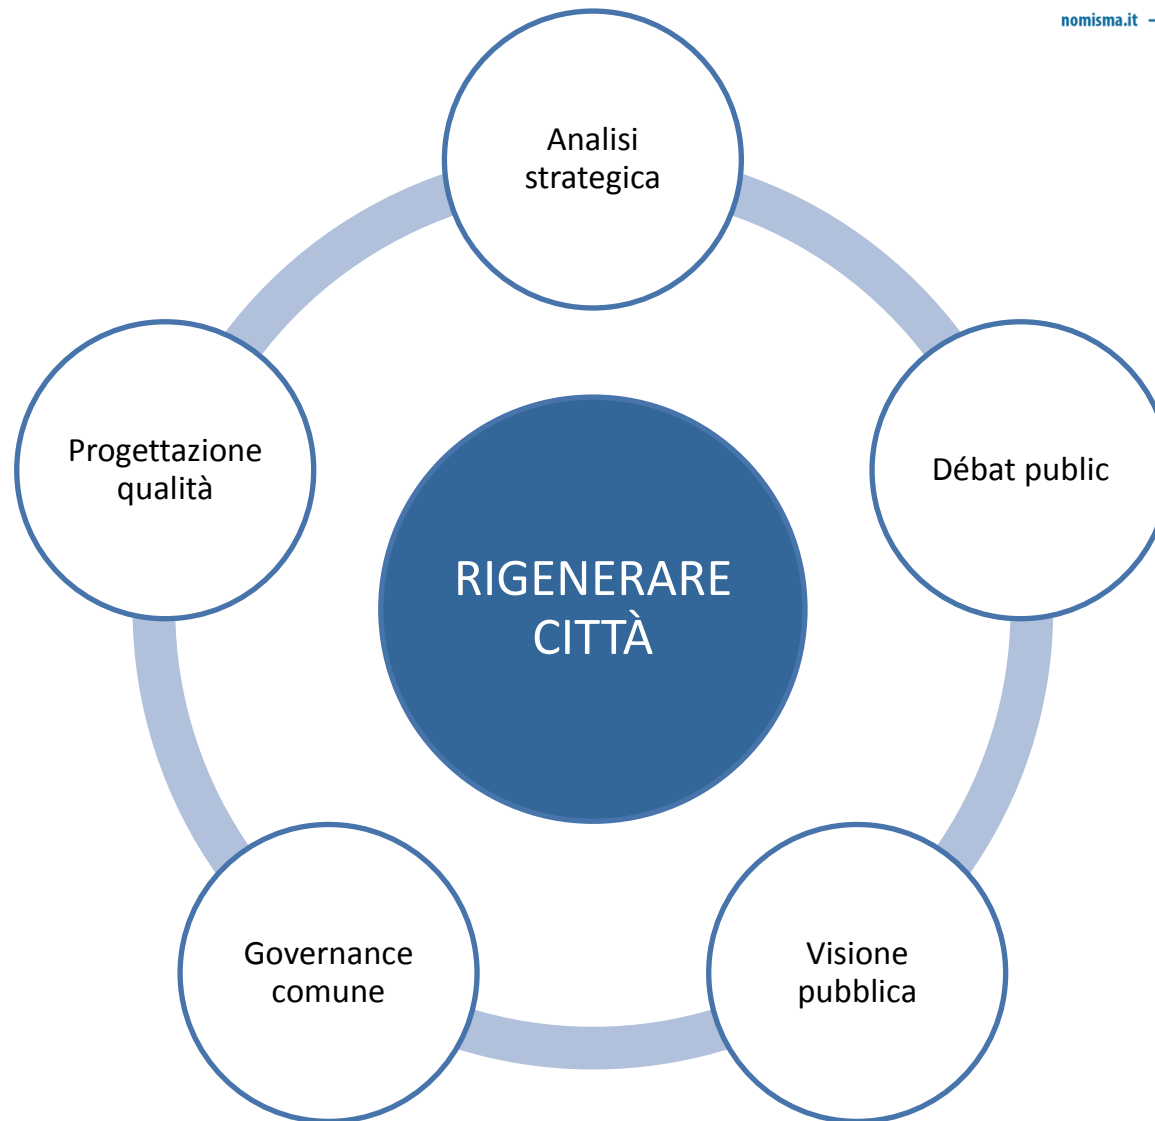 nomisma.it –
Analisi
strategica
Progettazione
qualità
Débat public
RIGENERARE
CITTÀ
Governance
comune
Visione
pubblica